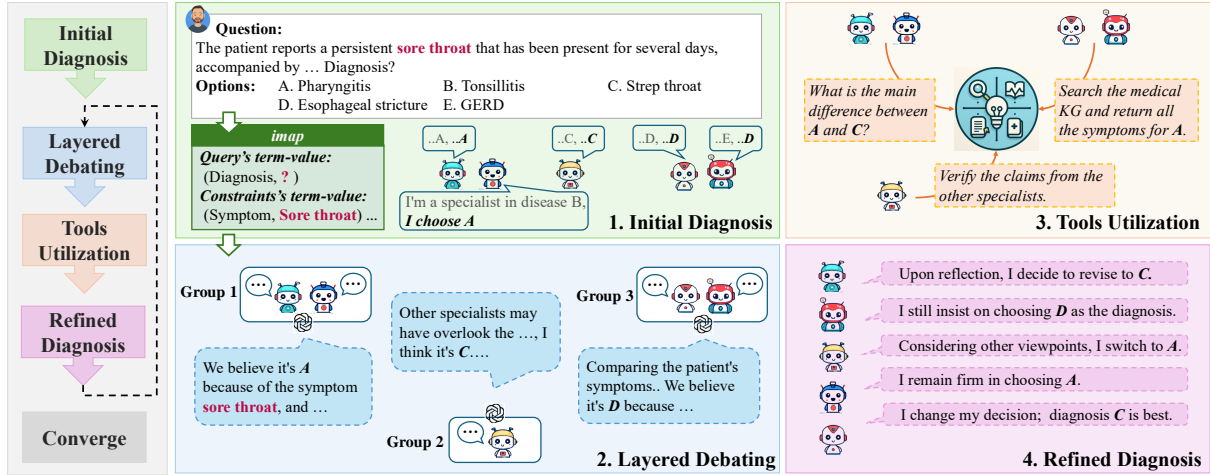 Initial
Diagnosis
Layered
Debating
Tools
Utilization
Refined
Diagnosis
Converge
Question:
The patient reports a persistent sore throat that has been present for several days,
accompanied by … Diagnosis?
Options: A. Pharyngitis B. Tonsillitis C. Strep throat
D. Esophageal stricture E. GERD
imap
Query's term-value:
(Diagnosis, ? )
Constraints's term-value:
(Symptom, Sore throat) ...
..A, ..A
..C, ..C
..D, ..D
..E, ..D
I'm a specialist in disease B,
I choose A
1. Initial Diagnosis
Group 1
We believe it's A
because of the symptom
sore throat, and …
Other specialists may
have overlook the …, I
think it's C….
Group 2
Group 3
Comparing the patient's
symptoms.. We believe
it's D because …
2. Layered Debating
What is the main
difference between
A and C?
Search the medical
KG and return all
the symptoms for A.
Verify the claims from the
other specialists.
3. Tools Utilization
Upon reflection, I decide to revise to C.
I still insist on choosing D as the diagnosis.
Considering other viewpoints, I switch to A.
I remain firm in choosing A.
I change my decision; diagnosis C is best.
4. Refined Diagnosis